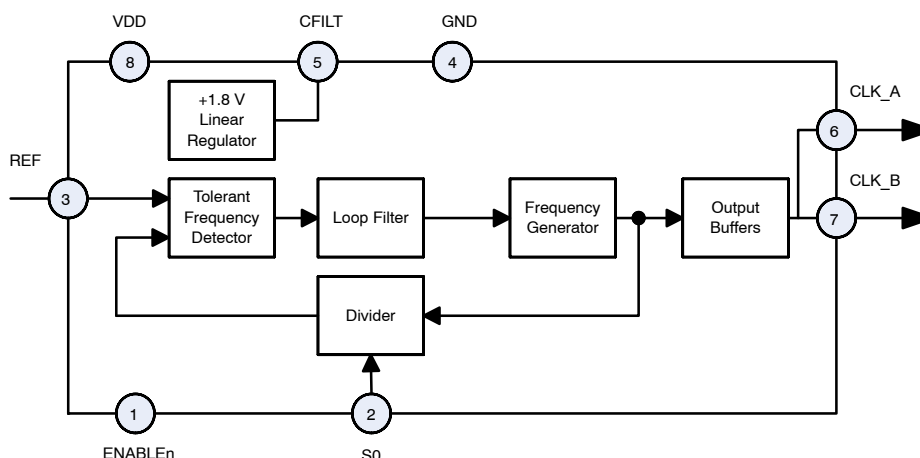 VDD
CFILT
GND
8
5
4
+1.8 V
Linear
Regulator
CLK_A
6
REF
3
Tolerant
Frequency
Detector
Loop Filter
Frequency
Generator
Output
Buffers
CLK_B
7
Divider
1
2
ENABLEn
S0